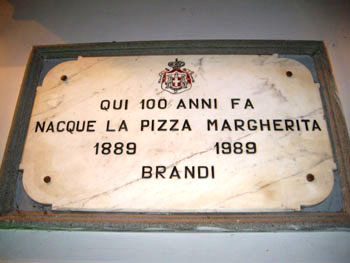 QUI 100 ANNI FA
NACQUE LA PIZZA MARGHERITA
1889 1989
BRANDI